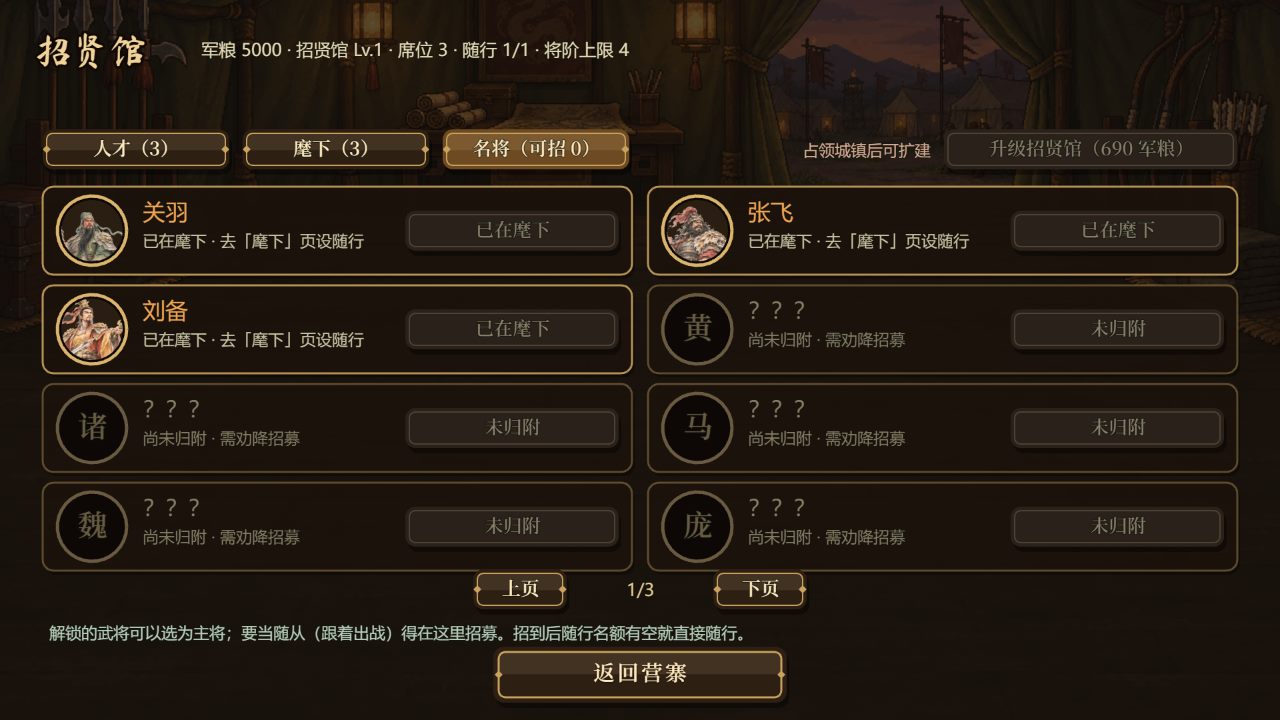 招贤馆
军粮 5000 · 招贤馆 Lv.1 · 席位 3 · 随行 1/1 · 将阶上限 4
人才（3） 麾下（3） 名将（可招 0） 占领城镇后可扩建 升级招贤馆（690 军粮）
关羽
已在麾下 · 去「麾下」页设随行
已在麾下
张飞
已在麾下 · 去「麾下」页设随行
已在麾下
刘备
已在麾下 · 去「麾下」页设随行
已在麾下
黄
？？？
尚未归附 · 需劝降招募
未归附
诸
？？？
尚未归附 · 需劝降招募
未归附
马
？？？
尚未归附 · 需劝降招募
未归附
魏
？？？
尚未归附 · 需劝降招募
未归附
庞
？？？
尚未归附 · 需劝降招募
未归附
上页 1/3 下页
解锁的武将可以选为主将；要当随从（跟着出战）得在这里招募。招到后随行名额有空就直接随行。
返回营寨